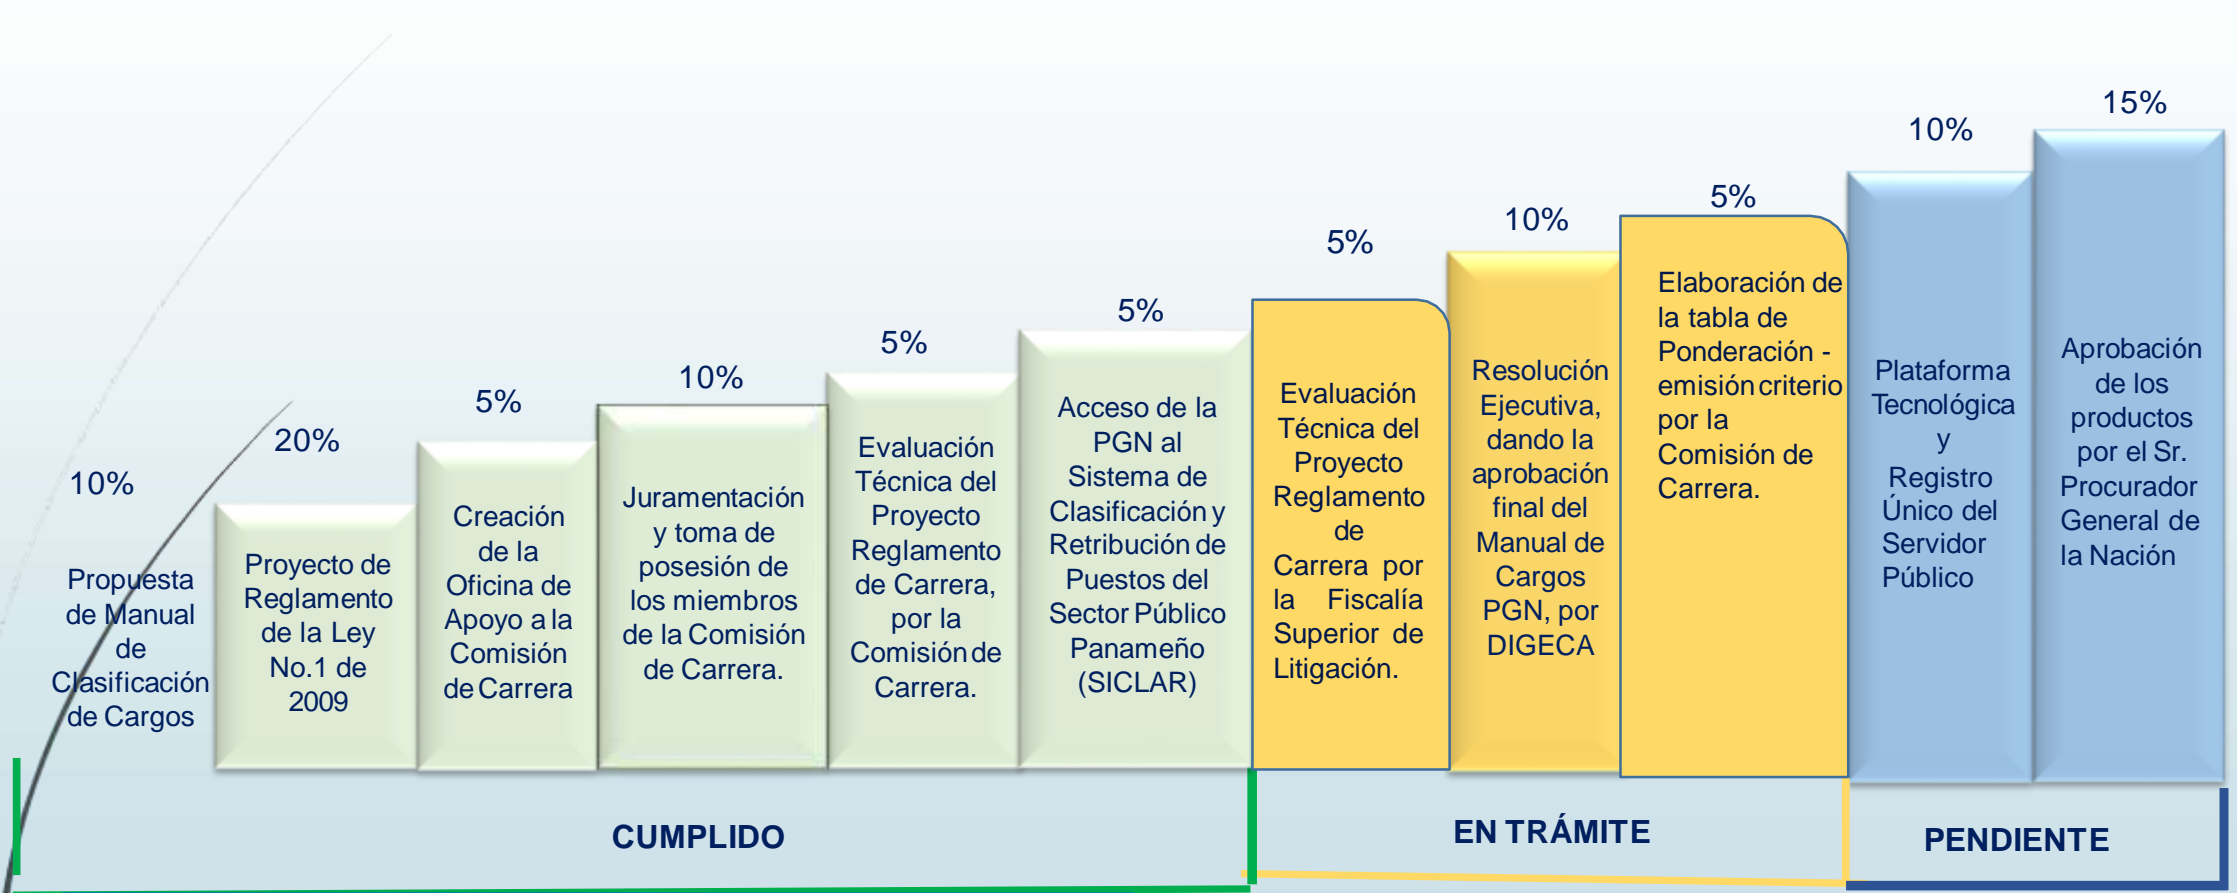 10%
Propuesta
de Manual
de
Clasificación
de Cargos
20%
Proyecto de
Reglamento
de la Ley
No.1 de
2009
5%
Creación
de la
Oficina de
Apoyo a la
Comisión
de Carrera
10%
Juramentación
y toma de
posesión de
los miembros
de la Comisión
de Carrera.
5%
Evaluación
Técnica del
Proyecto
Reglamento
de Carrera,
por la
Comisión de
Carrera.
5%
Acceso de la
PGN al
Sistema de
Clasificación y
Retribución de
Puestos del
Sector Público
Panameño
(SICLAR)
5%
Evaluación
Técnica del
Proyecto
Reglamento
de
Carrera por
la Fiscalía
Superior de
Litigación.
10%
Resolución
Ejecutiva,
dando la
aprobación
final del
Manual de
Cargos
PGN, por
DIGECA
5%
Elaboración de
la tabla de
Ponderación -
emisión criterio
por la
Comisión de
Carrera.
10%
Plataforma
Tecnológica
y
Registro
Único del
Servidor
Público
15%
Aprobación
de los
productos
por el Sr.
Procurador
General de
la Nación
CUMPLIDO
EN TRÁMITE
PENDIENTE